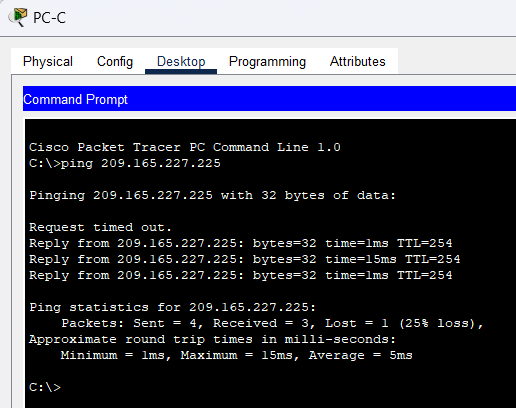 PC-C
Physical Config Desktop Programming Attributes
Command Prompt
Cisco Packet Tracer PC Command Line 1.0
C:\>ping 209.165.227.225
Pinging 209.165.227.225 with 32 bytes of data:
Request timed out.
Reply from 209.165.227.225: bytes=32 time=1ms TTL=254
Reply from 209.165.227.225: bytes=32 time=15ms TTL=254
Reply from 209.165.227.225: bytes=32 time=1ms TTL=254
Ping statistics for 209.165.227.225:
Packets: Sent = 4, Received = 3, Lost = 1 (25% loss),
Approximate round trip times in milli-seconds:
Minimum = 1ms, Maximum = 15ms, Average = 5ms
C:\>